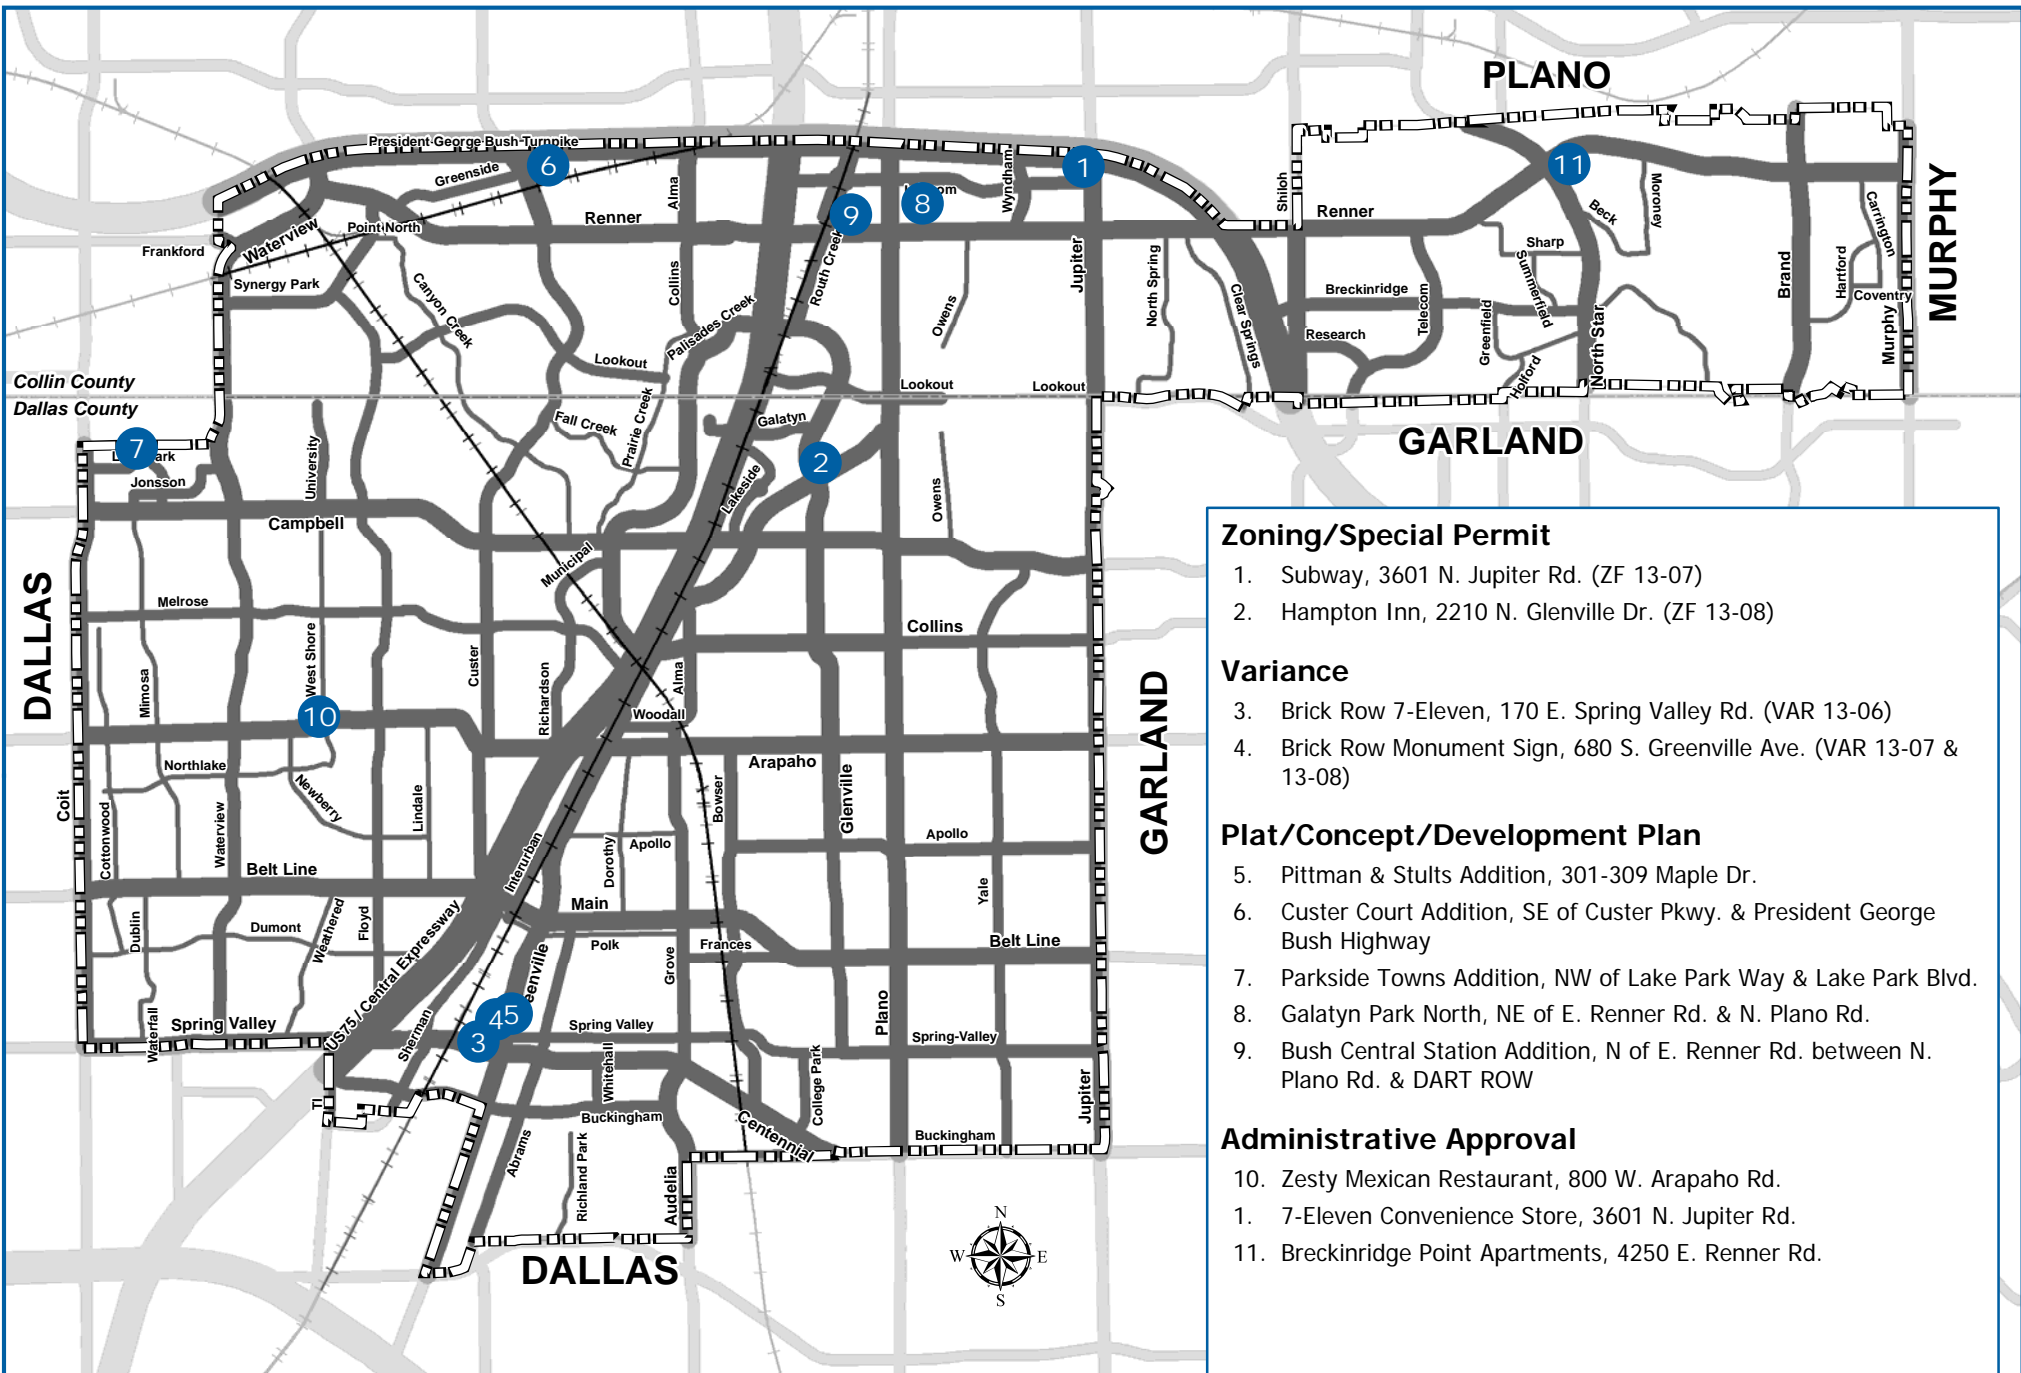 PLANO
President George Bush Turnpike
6
Greenside
Alma
Wyndham
1
11
8
9
Shiloh
Moroney
MURPHY
Renner
Renner
Beck
Carrington
Point North
Waterview
Frankford
Routh Creek
Jupiter
North Spring
Sharp
Summerfield
Brand
Hartford
Synergy Park
Canyon Creek
Collins
Palisades Creek
Owens
Clear Springs
Breckinridge
Telecom
Coventry
Greenfield
North Star
Murphy
Research
Lookout
Lookout
Lookout
Holford
Collin County
Dallas County
Prairie Creek
Fall Creek
Galatyn
GARLAND
7
Jonsson
University
2
Lakeside
Owens
Campbell
Municipal
DALLAS
Melrose
Collins
West Shore
Mimosa
Custer
Richardson
Alma
10
Woodall
GARLAND
Arapaho
Northlake
Newberry
Coit
Cottonwood
Waterview
Lindale
Bowser
Glenville
Interurban
Dorothy
Apollo
Apollo
Belt Line
Yale
Main
Dublin
Dumont
Weathered
Floyd
US75 / Central Expressway
Polk
Frances
Grove
Belt Line
Plano
45
3
Spring Valley
Waterfall
Sherman
Spring Valley
Spring-Valley
Whitehall
College Park
TI
Jupiter
Buckingham
Centennial
Buckingham
Abrams
Richland Park
Audelia
DALLAS
N
W E
S
Zoning/Special Permit
1. Subway, 3601 N. Jupiter Rd. (ZF 13-07)
2. Hampton Inn, 2210 N. Glenville Dr. (ZF 13-08)
Variance
3. Brick Row 7-Eleven, 170 E. Spring Valley Rd. (VAR 13-06)
4. Brick Row Monument Sign, 680 S. Greenville Ave. (VAR 13-07 &
13-08)
Plat/Concept/Development Plan
5. Pittman & Stults Addition, 301-309 Maple Dr.
6. Custer Court Addition, SE of Custer Pkwy. & President George
Bush Highway
7. Parkside Towns Addition, NW of Lake Park Way & Lake Park Blvd.
8. Galatyn Park North, NE of E. Renner Rd. & N. Plano Rd.
9. Bush Central Station Addition, N of E. Renner Rd. between N.
Plano Rd. & DART ROW
Administrative Approval
10. Zesty Mexican Restaurant, 800 W. Arapaho Rd.
1. 7-Eleven Convenience Store, 3601 N. Jupiter Rd.
11. Breckinridge Point Apartments, 4250 E. Renner Rd.